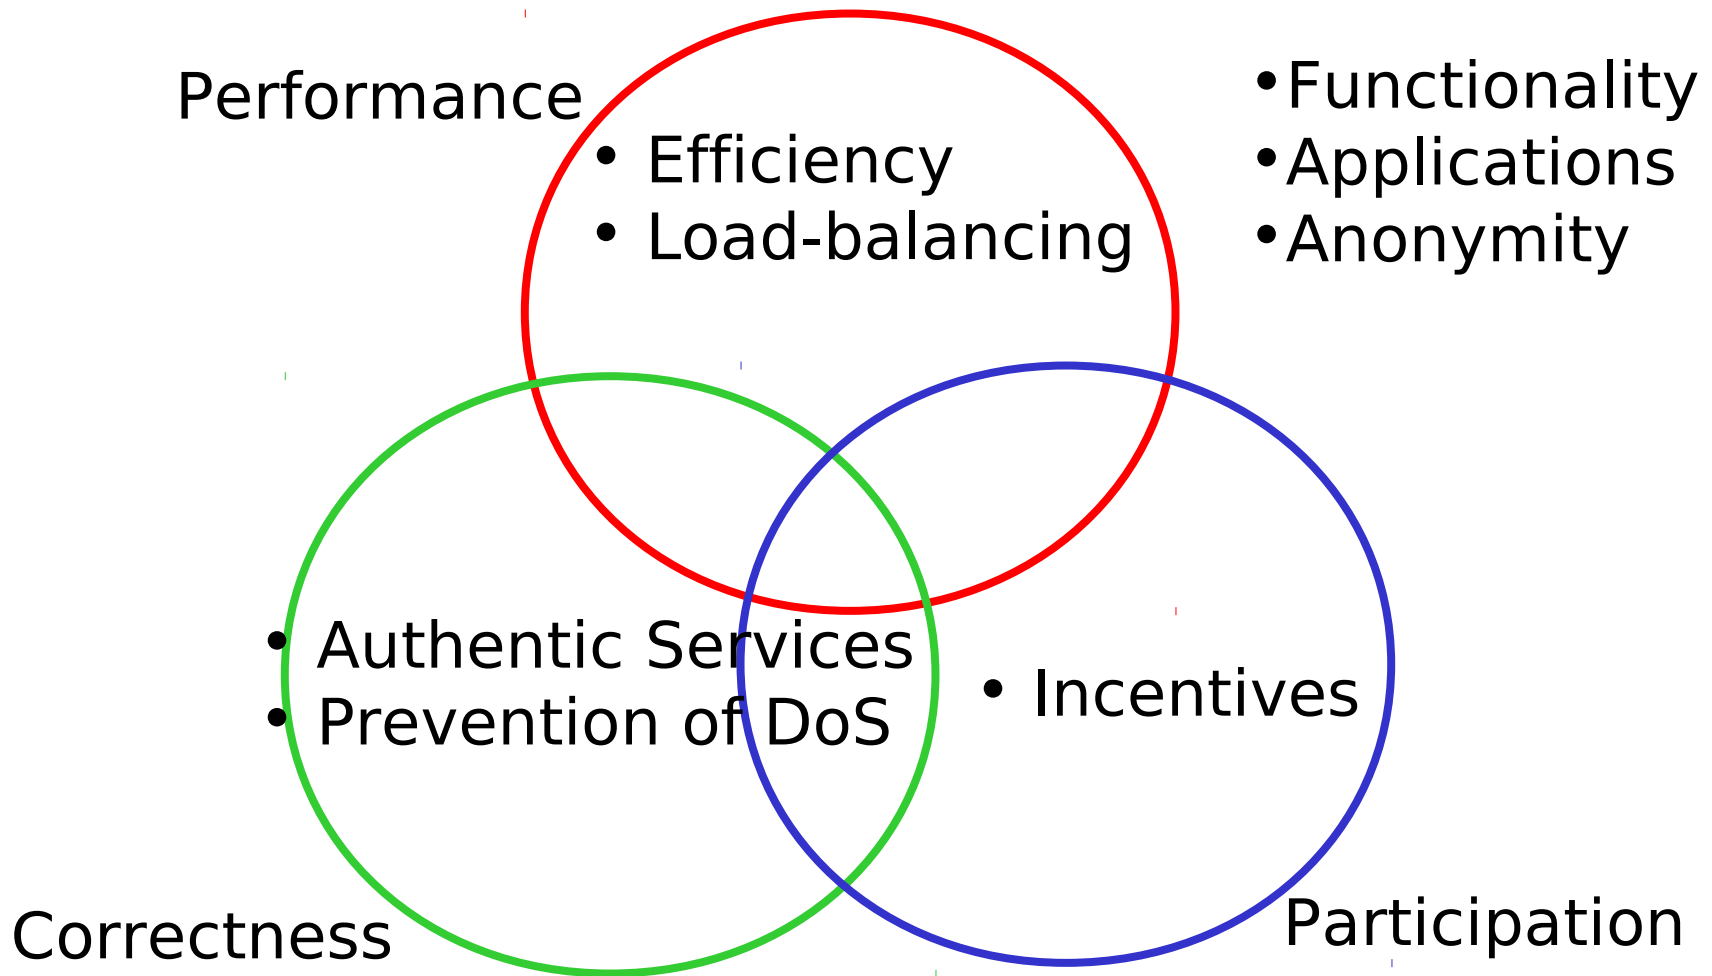 Performance
• Efficiency
• Load-balancing
•Functionality
•Applications
•Anonymity
• Authentic Services
• Prevention of DoS
• Incentives
Correctness
Participation